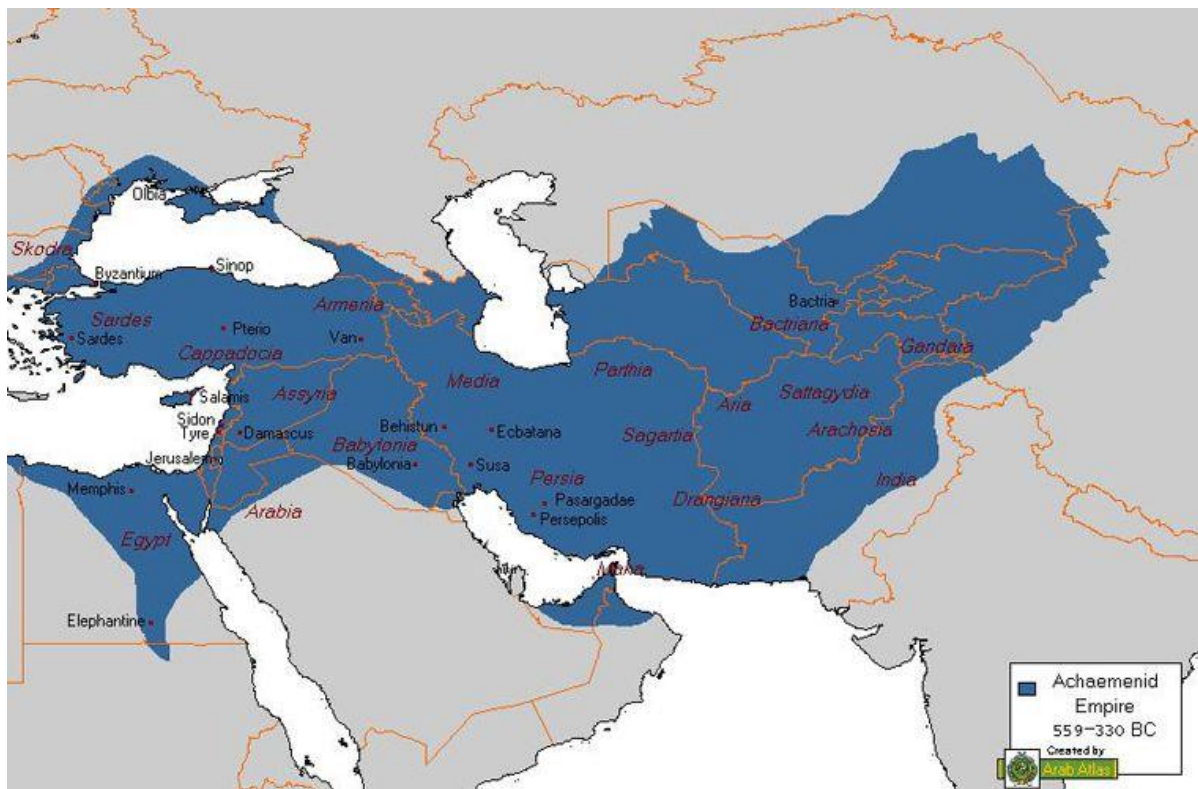 Olbia
Skodra
Byzantium
Sinop
Armenia
Bactria
Sardes
Pterio
Bactriana
Sardes
Van
Cappadocia
Gandara
Media
Parthia
Assyria
Sattagydia
Salamis
Aria
Sidon
Behistun
Ecbatana
Arachosia
Tyre
Damascus
Sagartia
Babylonia
Jerusalem
Babylonia
Susa
Persia
India
Memphis
Pasargadae
Drangiana
Arabia
Persepolis
Egypt
Maka
Elephantine
Achaemenid
Empire
559-330 BC
Created by
Arab Atlas